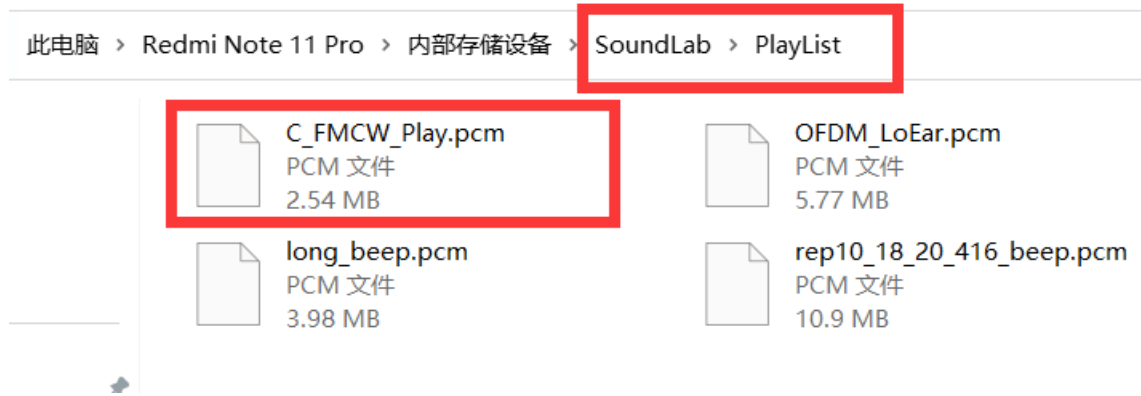 此电脑 > Redmi Note 11 Pro > 内部存储设备 > SoundLab > PlayList
C_FMCW_Play.pcm
PCM 文件
2.54 MB
OFDM_LoEar.pcm
PCM 文件
5.77 MB
long_beep.pcm
PCM 文件
3.98 MB
rep10_18_20_416_beep.pcm
PCM 文件
10.9 MB